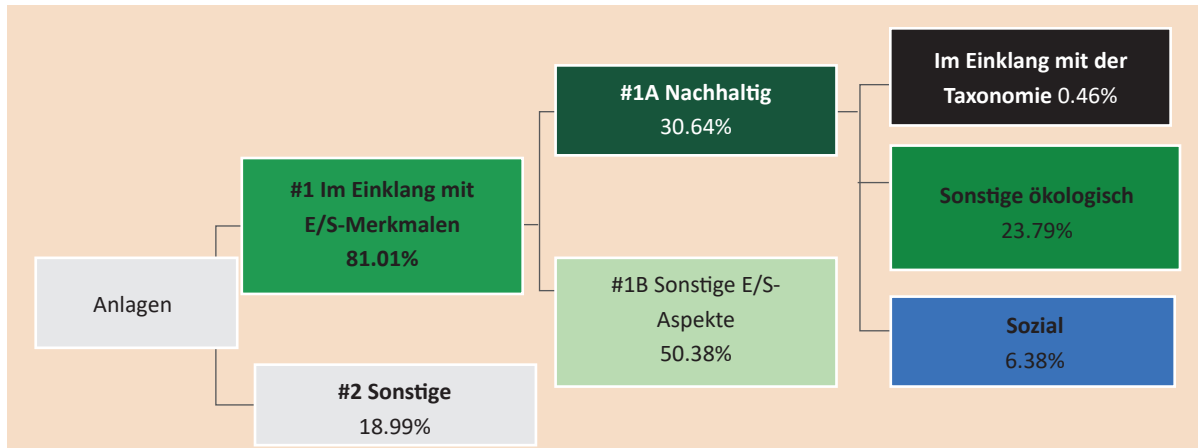 Anlagen
#1 Im Einklang mit
E/S-Merkmalen
81.01%
#2 Sonstige
18.99%
#1A Nachhaltig
30.64%
#1B Sonstige E/S-
Aspekte
50.38%
Im Einklang mit der
Taxonomie 0.46%
Sonstige ökologisch
23.79%
Sozial
6.38%